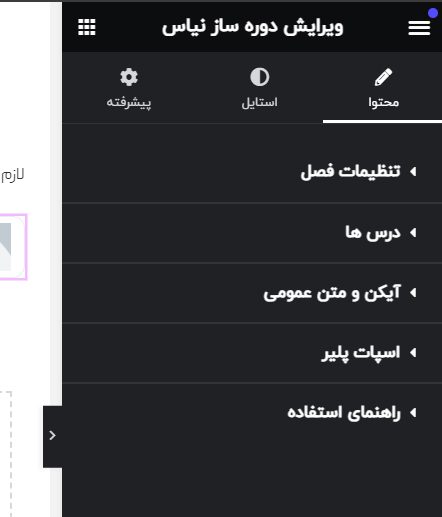 ویرایش دوره ساز نیاس
محتوا
استایل
پیشرفته
تنظیمات فصل
درس ها
آیکن و متن عمومی
اسپات پلیر
راهنمای استفاده
لازم